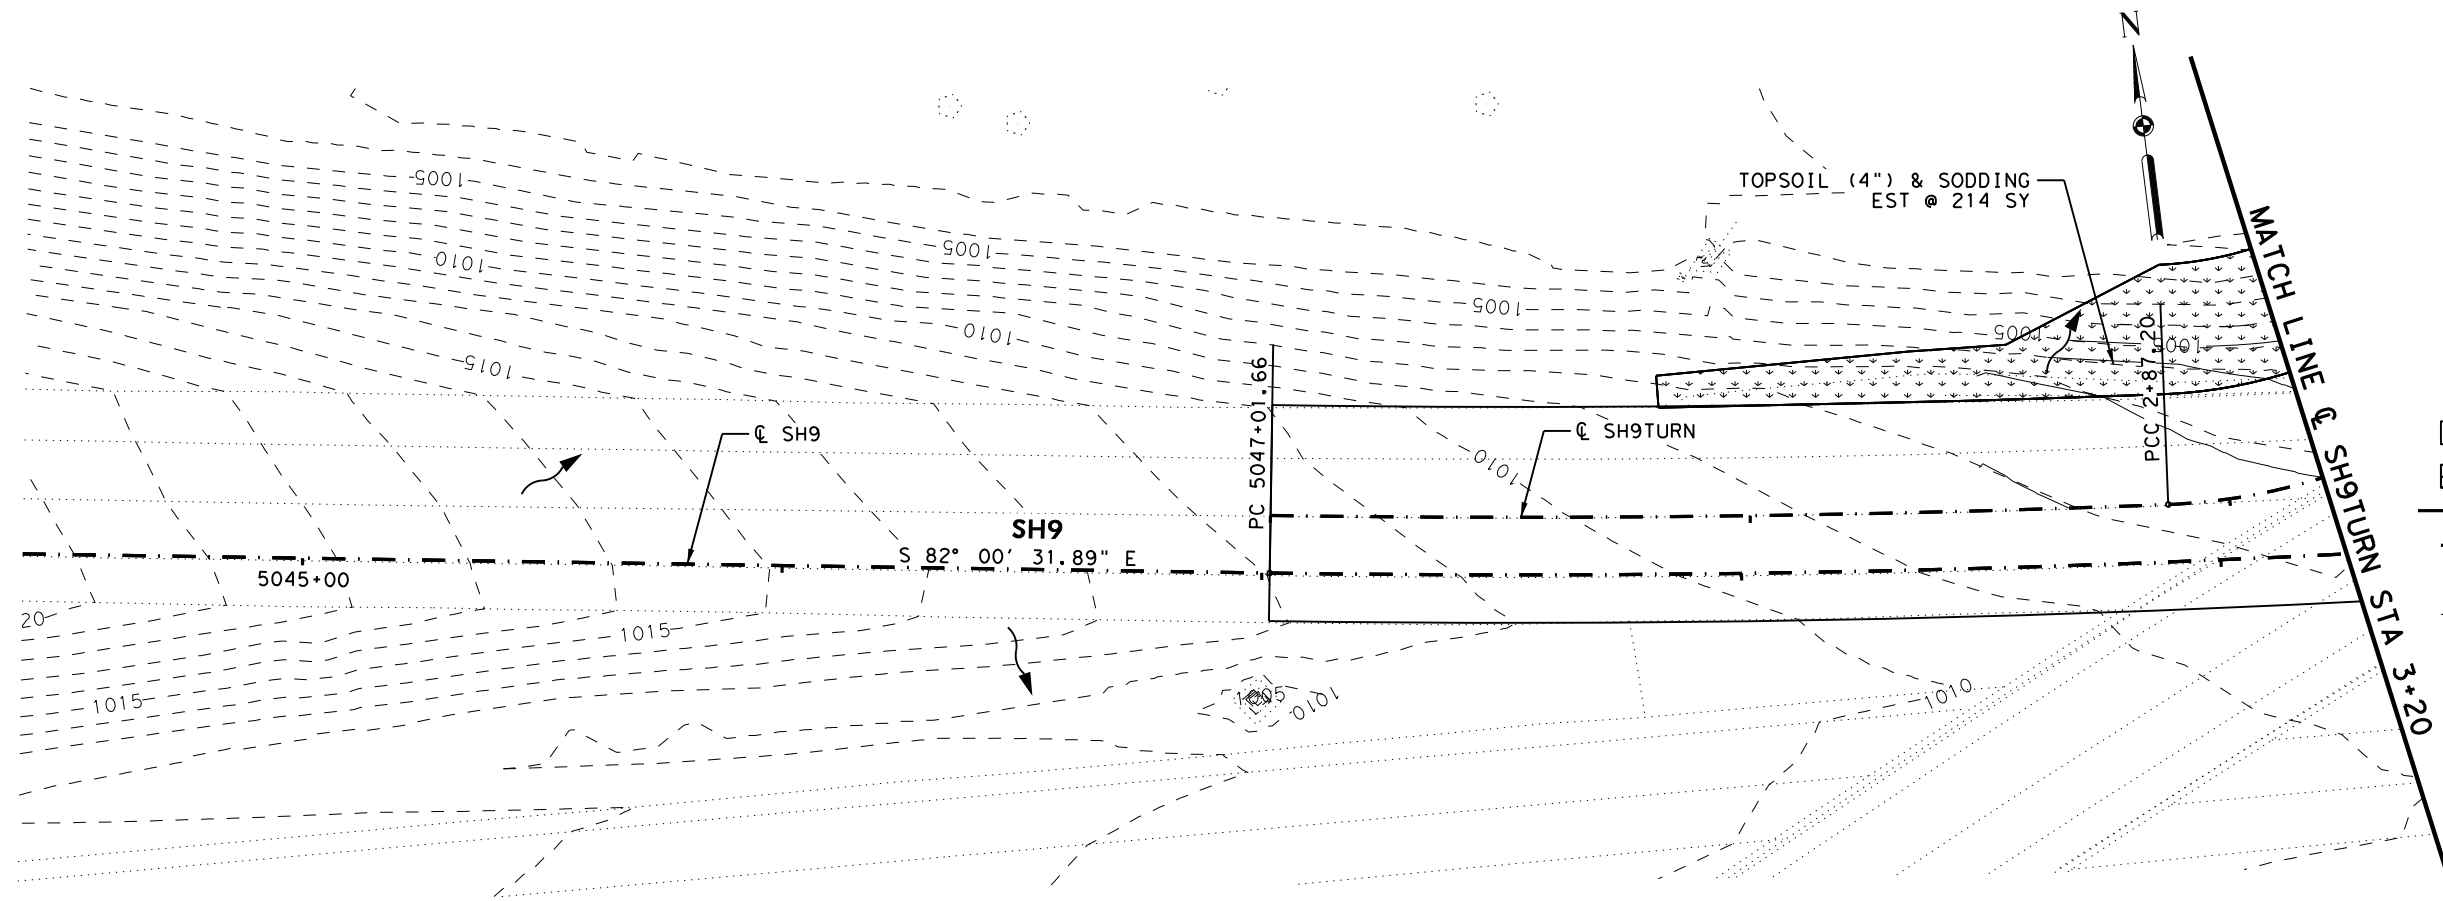 N
TOPSOIL (4") & SODDING
EST @ 214 SY
MATCH LINE ℄ SH9TURN STA 3+20
1005
1005
1010
1005
1010
1005
1005
1015
PC 5047+01.66
PCC 2+87.20
℄ SH9
℄ SH9TURN
1010
SH9
S 82° 00' 31.89" E
5045+00
20
1015
1015
1005
1010
1010